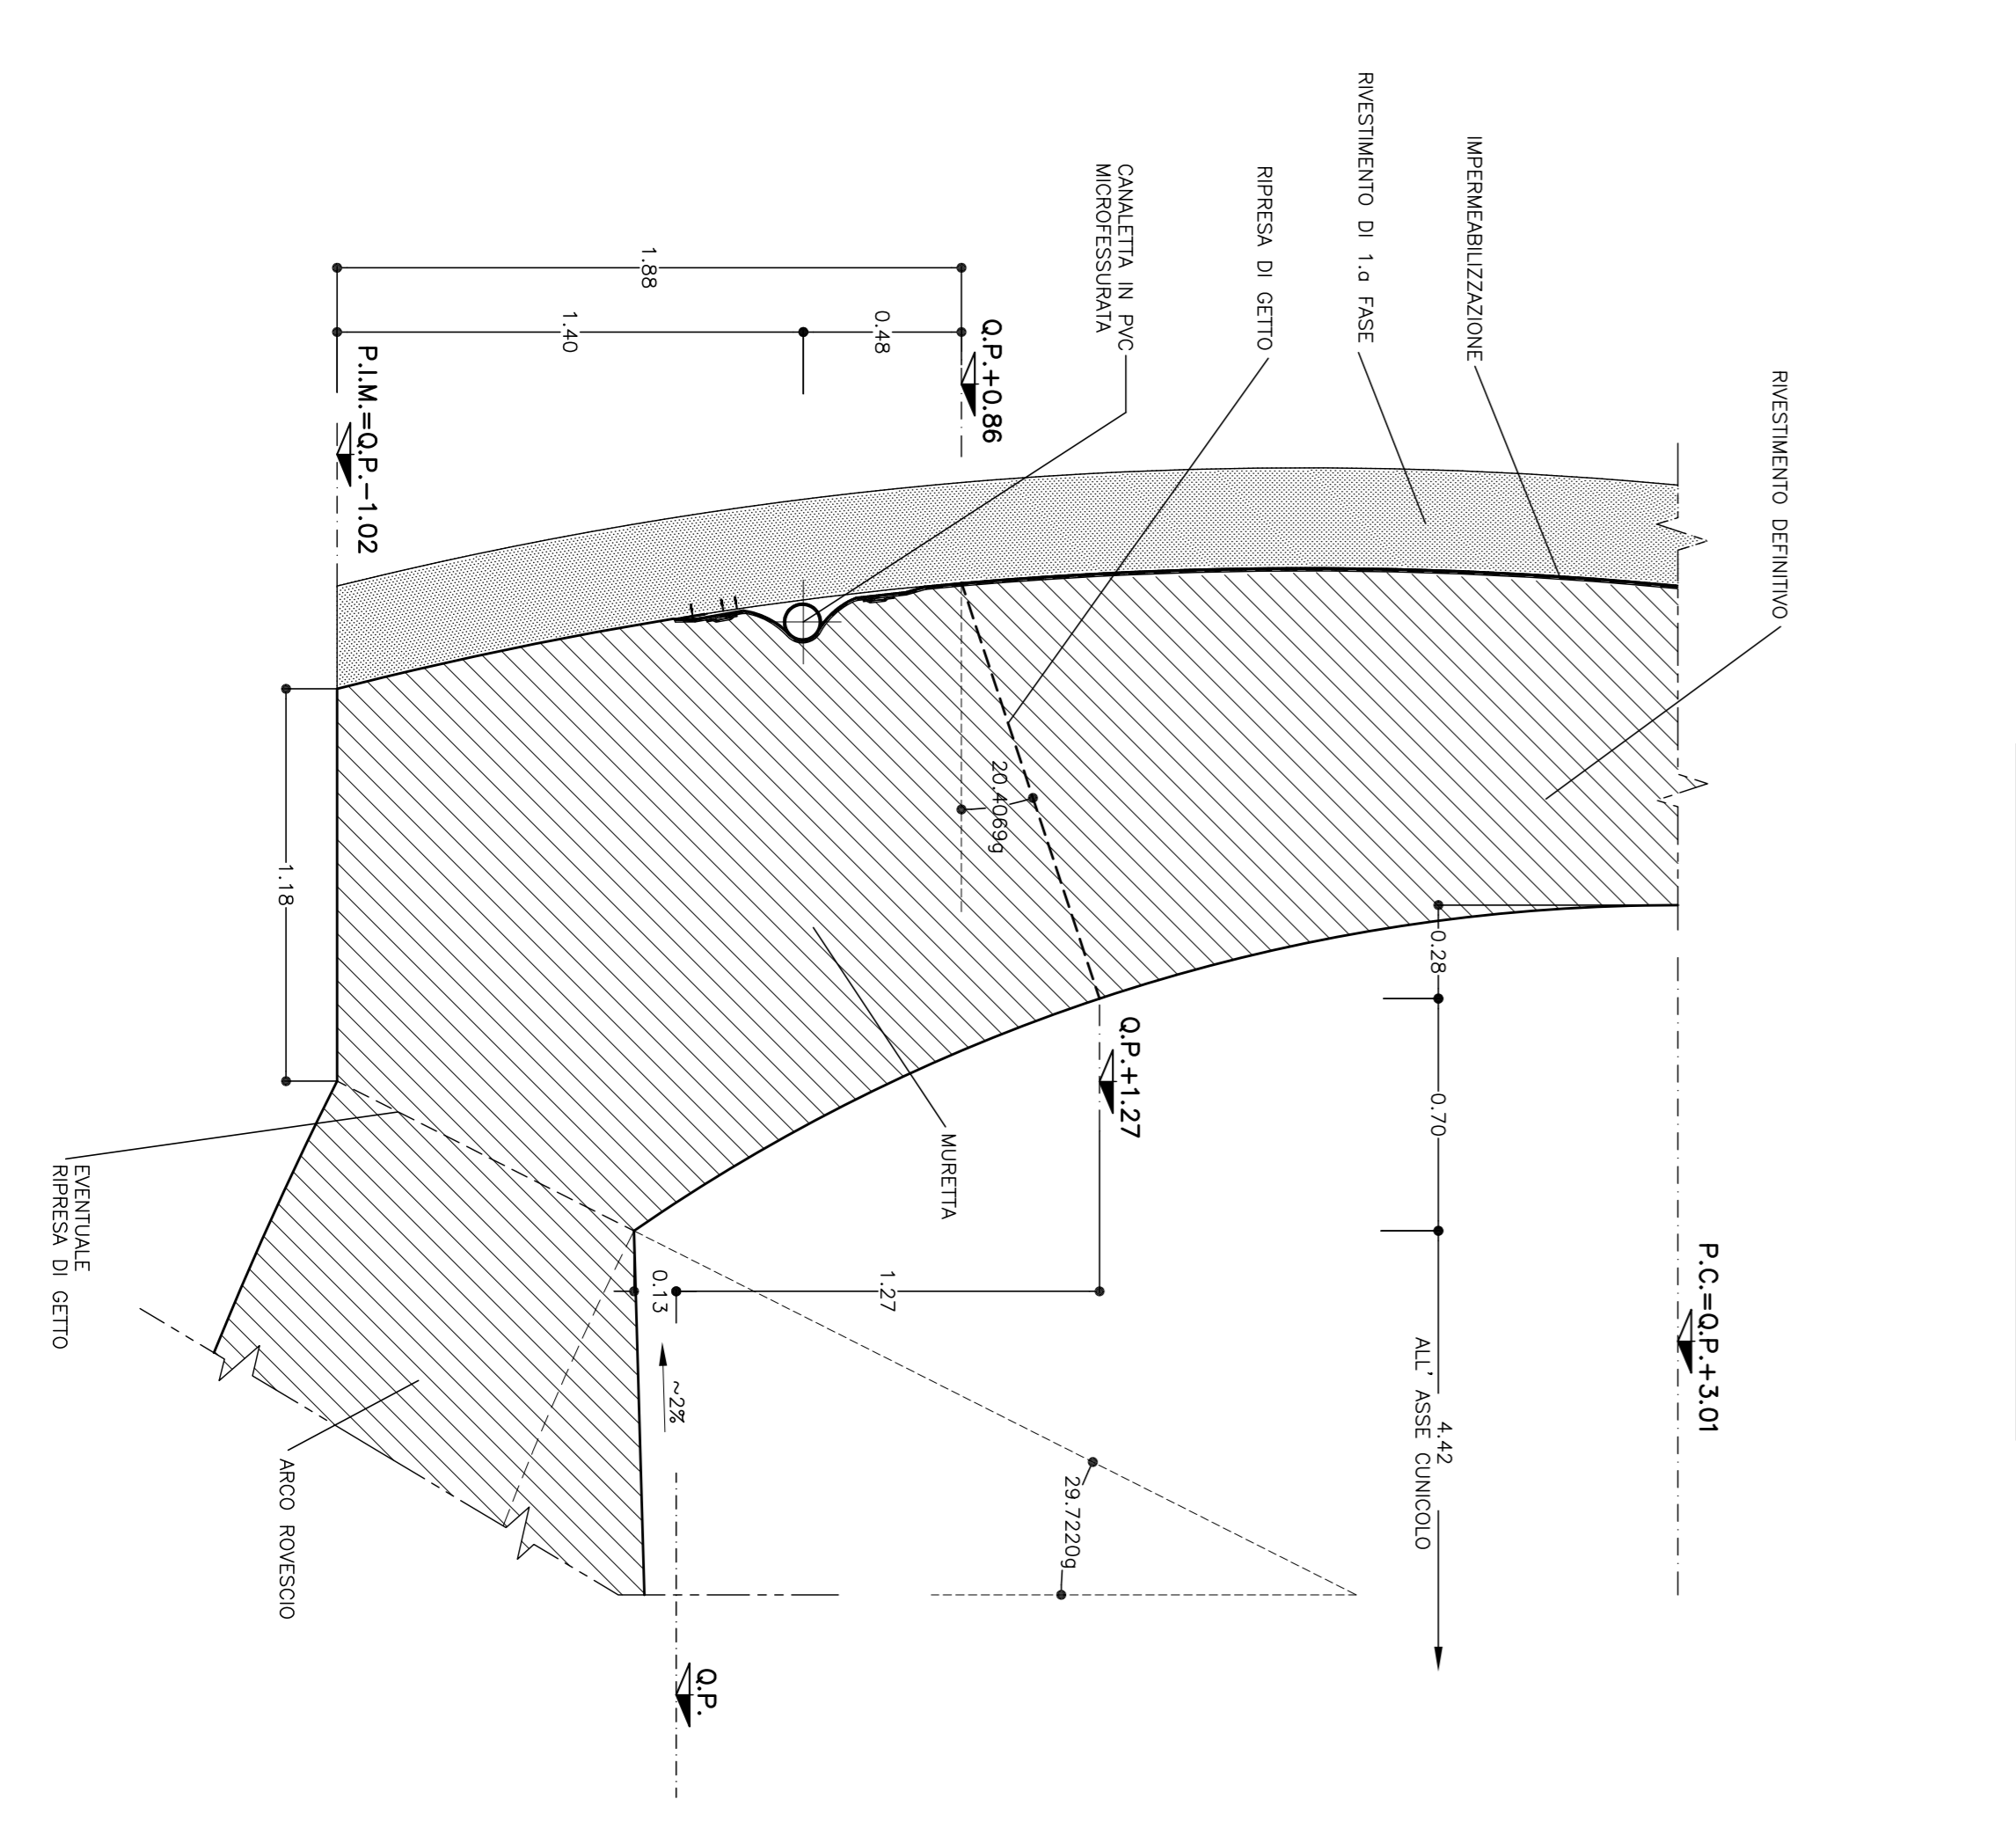 RIVESTIMENTO DEFINITIVO
IMPERMEABILIZZAZIONE
RIVESTIMENTO DI 1.a FASE
RIPRESA DI GETTO
CANALETTA IN PVC
MICROFESSURATA
Q.P.+0.86
1.88
0.48
1.40
P.I.M.=Q.P.-1.02
20.4069g
1.18
0.28
0.70
4.42
ALL' ASSE CUNICOLO
P.C.=Q.P.+3.01
Q.P.+1.27
MURETTA
1.27
0.13
~2%
29.7220g
EVENTUALE
RIPRESA DI GETTO
ARCO ROVESCIO
Q.P.